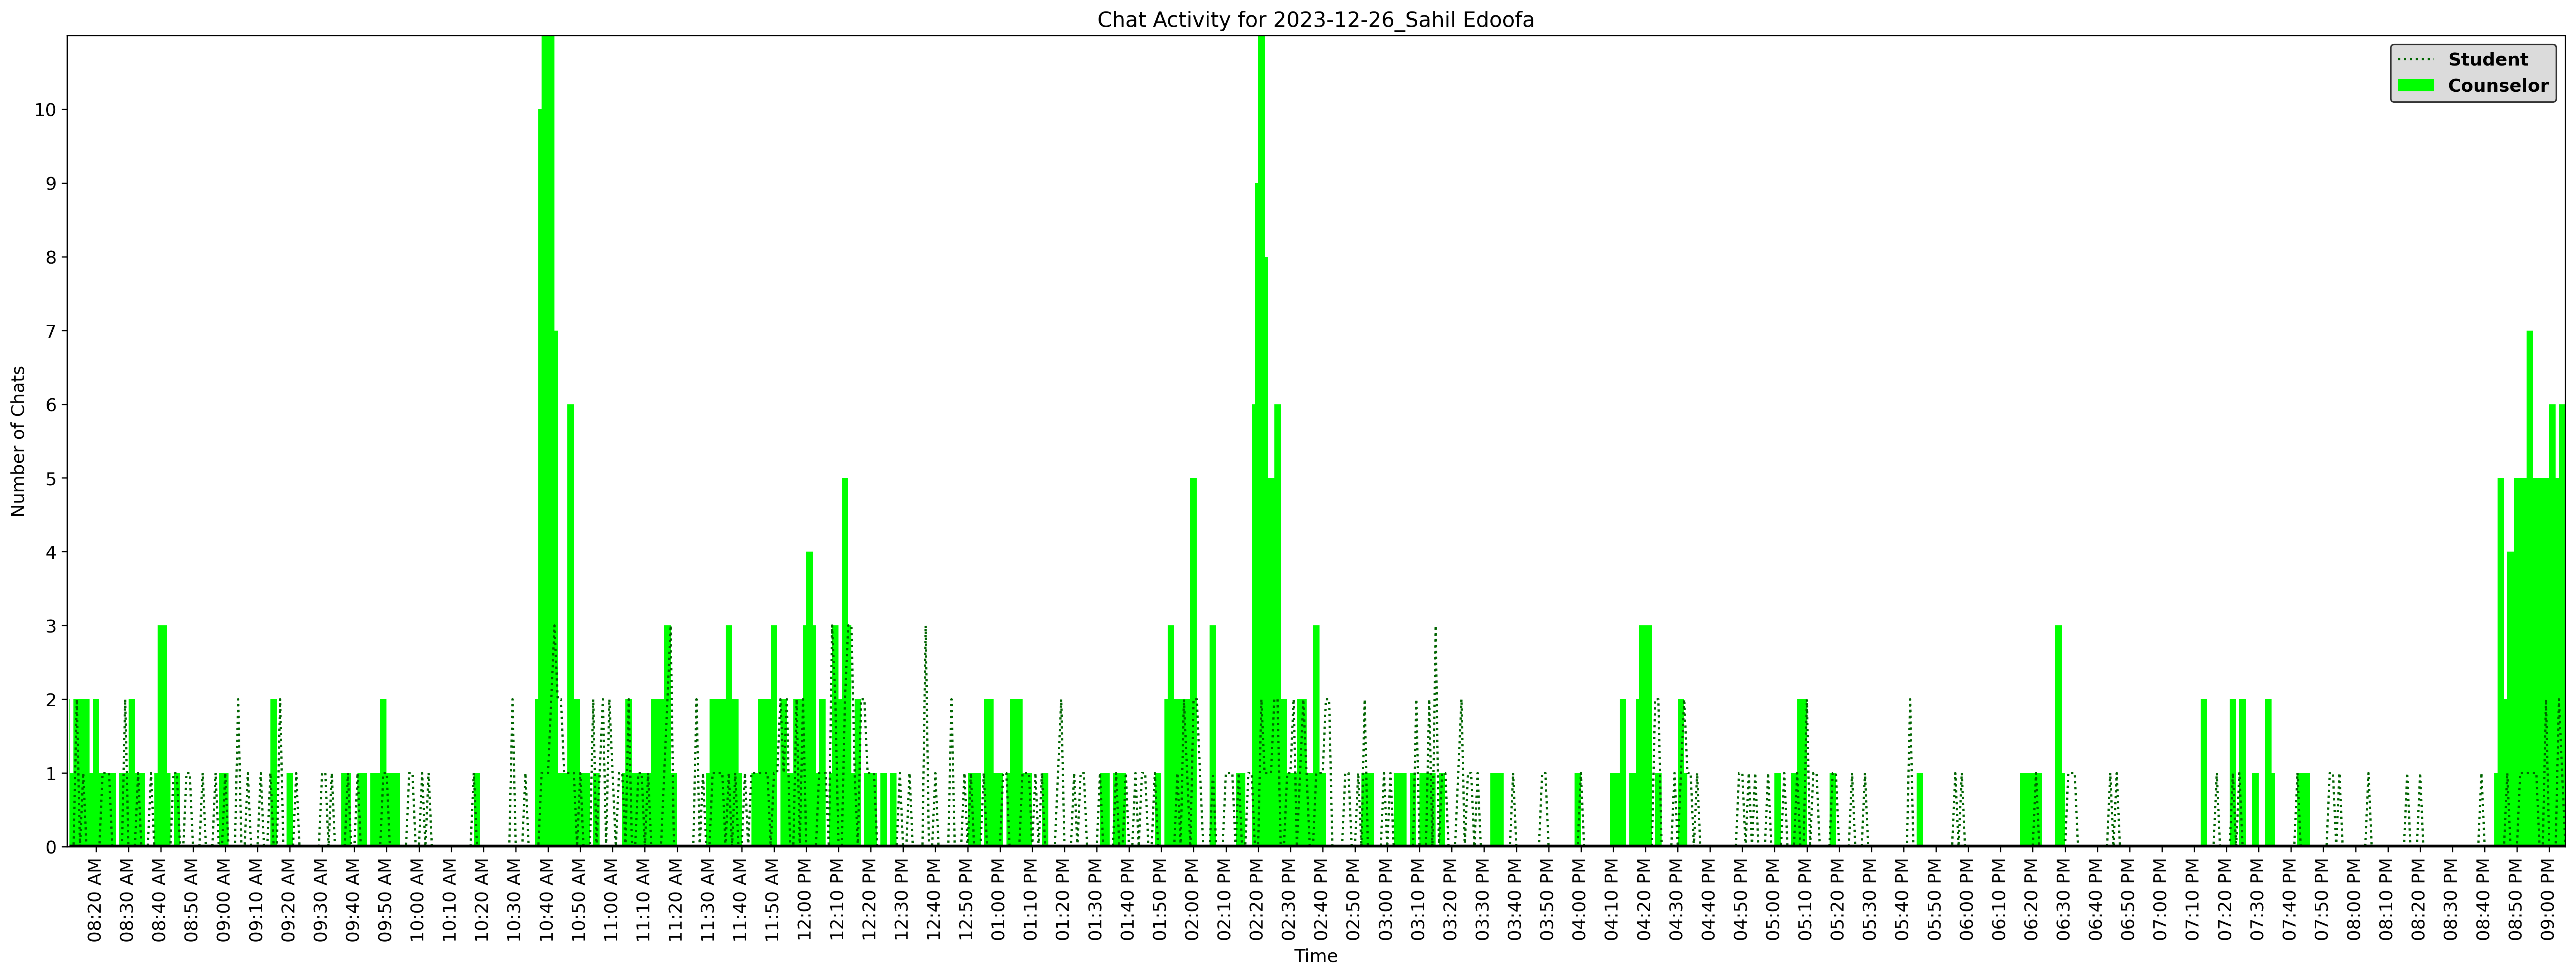 Chat Activity for 2023-12-26_Sahil Edoofa
Student
Counselor
Number of Chats
10
9
8
7
6
5
4
3
2
1
0
08:20 AM
08:30 AM
08:40 AM
08:50 AM
09:00 AM
09:10 AM
09:20 AM
09:30 AM
09:40 AM
09:50 AM
10:00 AM
10:10 AM
10:20 AM
10:30 AM
10:40 AM
10:50 AM
11:00 AM
11:10 AM
11:20 AM
11:30 AM
11:40 AM
11:50 AM
12:00 PM
12:10 PM
12:20 PM
12:30 PM
12:40 PM
12:50 PM
01:00 PM
01:10 PM
01:20 PM
01:30 PM
01:40 PM
01:50 PM
02:00 PM
02:10 PM
02:20 PM
02:30 PM
02:40 PM
02:50 PM
03:00 PM
03:10 PM
03:20 PM
03:30 PM
03:40 PM
03:50 PM
04:00 PM
04:10 PM
04:20 PM
04:30 PM
04:40 PM
04:50 PM
05:00 PM
05:10 PM
05:20 PM
05:30 PM
05:40 PM
05:50 PM
06:00 PM
06:10 PM
06:20 PM
06:30 PM
06:40 PM
06:50 PM
07:00 PM
07:10 PM
07:20 PM
07:30 PM
07:40 PM
07:50 PM
08:00 PM
08:10 PM
08:20 PM
08:30 PM
08:40 PM
08:50 PM
09:00 PM
Time